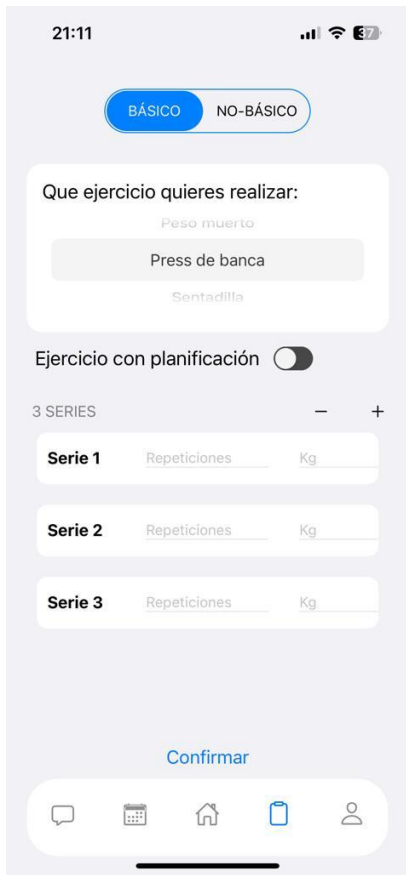 21:11
37
BÁSICO NO-BÁSICO
Que ejercicio quieres realizar:
Peso muerto
Press de banca
Sentadilla
Ejercicio con planificación
3 SERIES − +
Serie 1 Repeticiones Kg
Serie 2 Repeticiones Kg
Serie 3 Repeticiones Kg
Confirmar